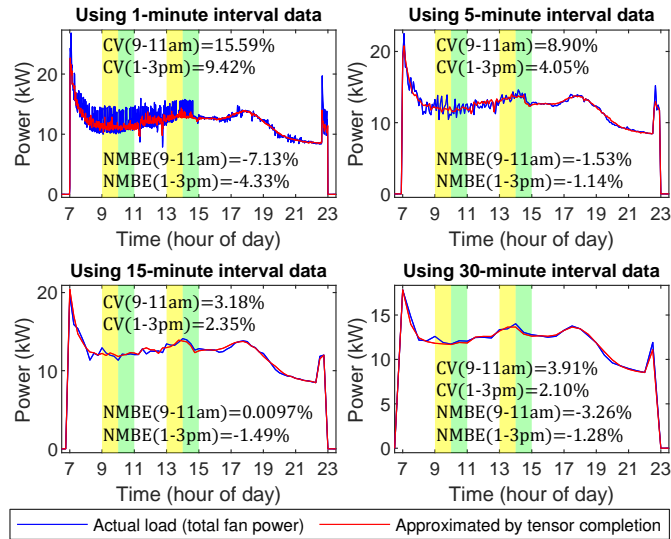 Using 1-minute interval data
CV(9-11am)=15.59%
CV(1-3pm)=9.42%
NMBE(9-11am)=-7.13%
NMBE(1-3pm)=-4.33%
Power (kW)
20
10
0
7 9 11 13 15 17 19 21 23
Time (hour of day)
Using 5-minute interval data
CV(9-11am)=8.90%
CV(1-3pm)=4.05%
NMBE(9-11am)=-1.53%
NMBE(1-3pm)=-1.14%
Power (kW)
20
10
0
7 9 11 13 15 17 19 21 23
Time (hour of day)
Using 15-minute interval data
CV(9-11am)=3.18%
CV(1-3pm)=2.35%
NMBE(9-11am)=0.0097%
NMBE(1-3pm)=-1.49%
Power (kW)
20
10
0
7 9 11 13 15 17 19 21 23
Time (hour of day)
Using 30-minute interval data
CV(9-11am)=3.91%
CV(1-3pm)=2.10%
NMBE(9-11am)=-3.26%
NMBE(1-3pm)=-1.28%
Power (kW)
15
10
5
0
7 9 11 13 15 17 19 21 23
Time (hour of day)
Actual load (total fan power)
Approximated by tensor completion